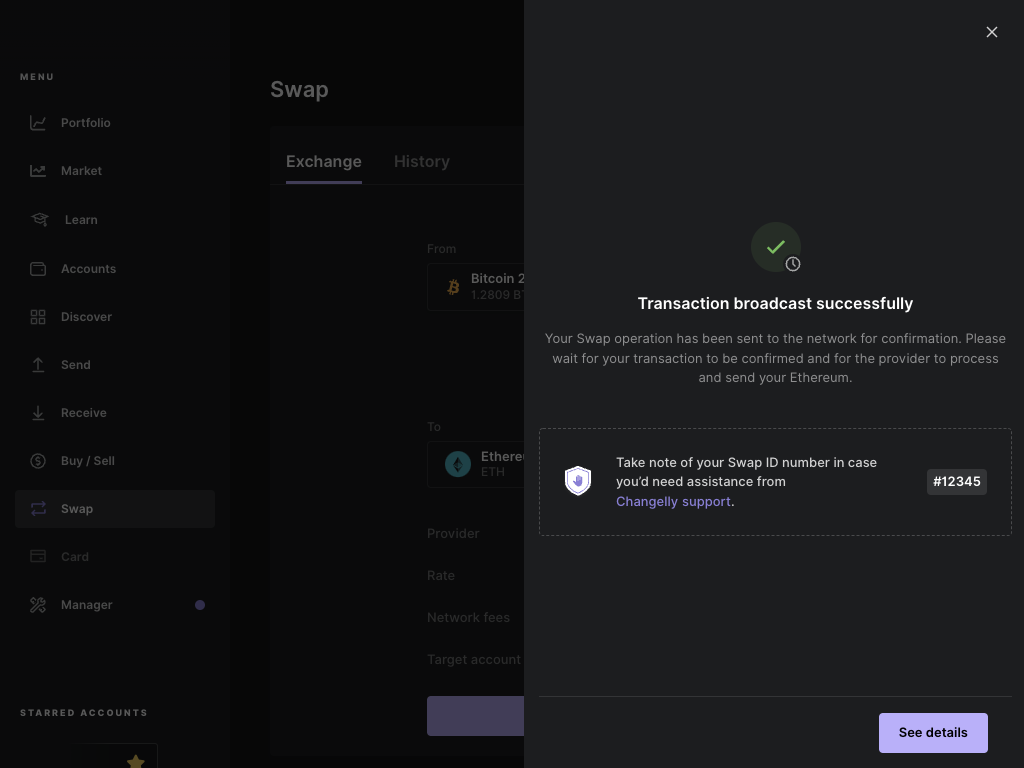 MENU
Portfolio
Market
Learn
Accounts
Discover
Send
Receive
Buy / Sell
Swap
Card
Manager
STARRED ACCOUNTS
Swap
Exchange
History
From
Bitcoin 2
1.2809 BT
To
Ethere
ETH
Provider
Rate
Network fees
Target account
Transaction broadcast successfully
Your Swap operation has been sent to the network for confirmation. Please
wait for your transaction to be confirmed and for the provider to process
and send your Ethereum.
Take note of your Swap ID number in case
you’d need assistance from
Changelly support.
#12345
See details